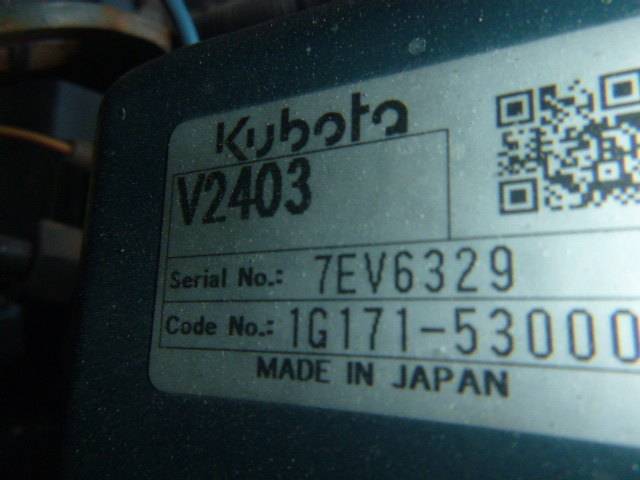 Kubota
V2403
Serial No.: 7EV6329
Code No.: 1G171-53000
MADE IN JAPAN